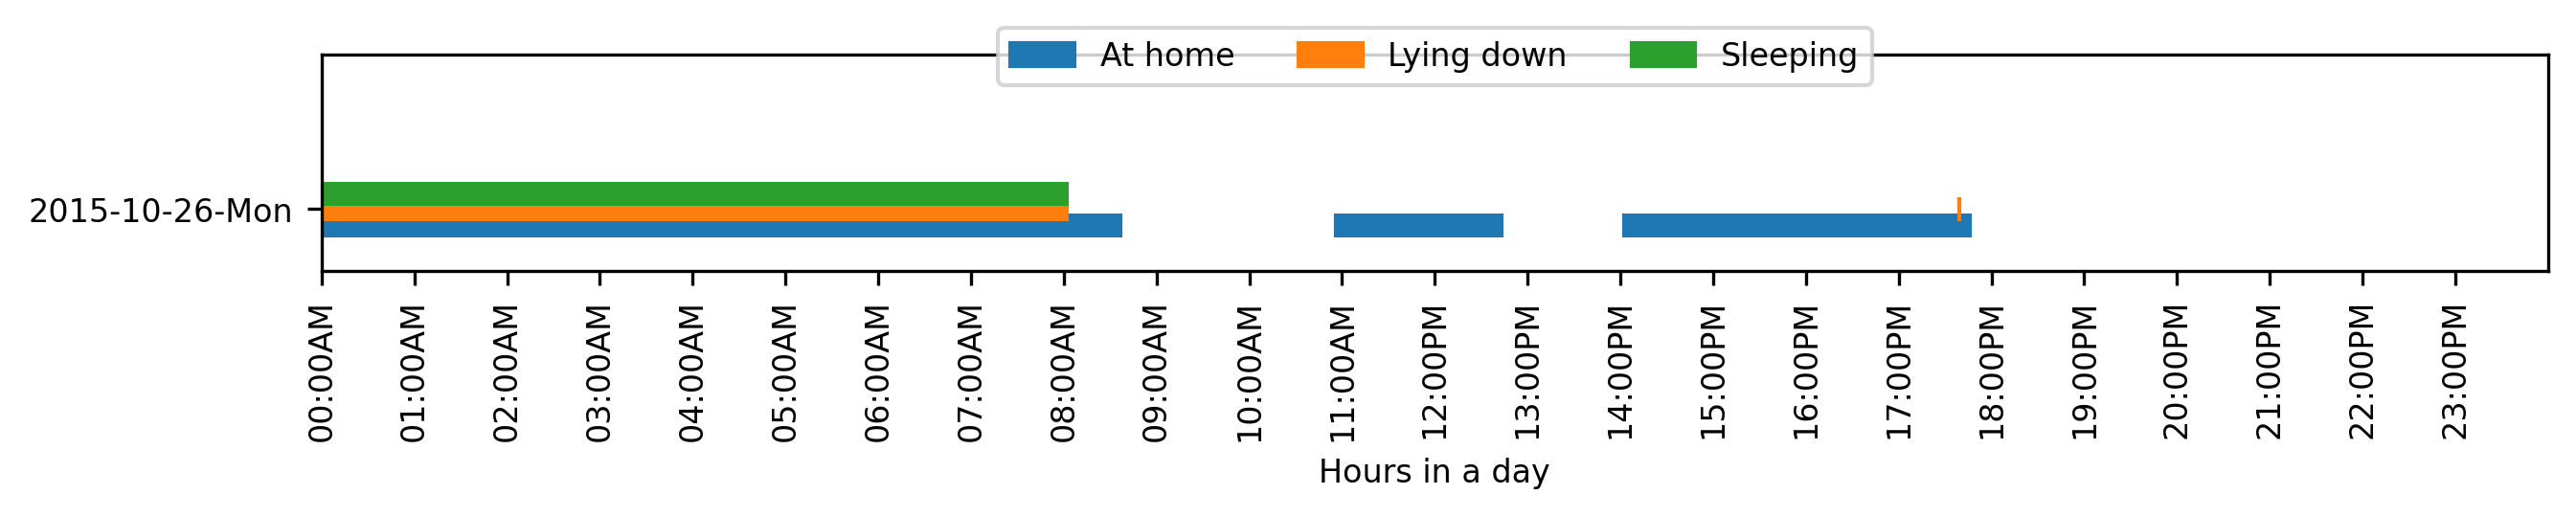 At home Lying down Sleeping
2015-10-26-Mon
00:00AM 01:00AM 02:00AM 03:00AM 04:00AM 05:00AM 06:00AM 07:00AM 08:00AM 09:00AM 10:00AM 11:00AM 12:00PM 13:00PM 14:00PM 15:00PM 16:00PM 17:00PM 18:00PM 19:00PM 20:00PM 21:00PM 22:00PM 23:00PM
Hours in a day